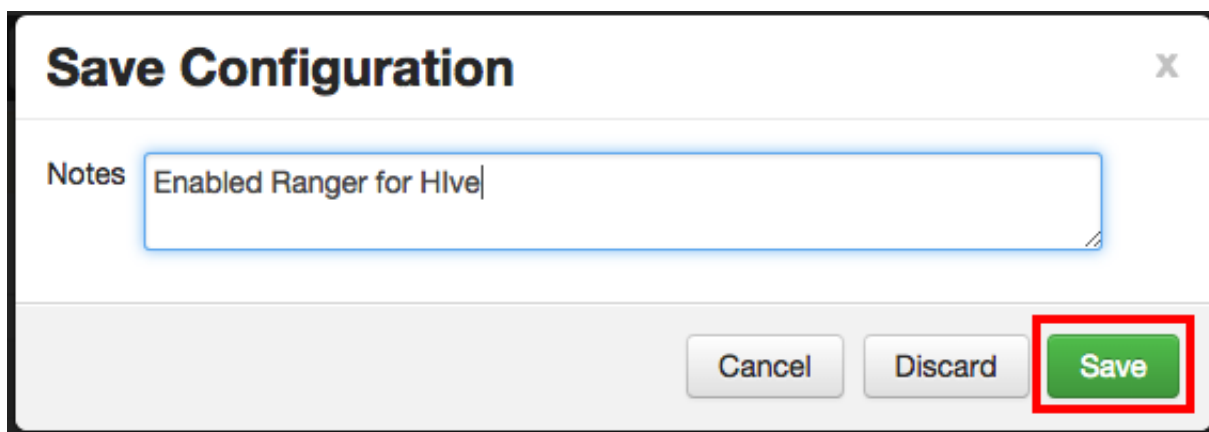 Save Configuration x
Notes Enabled Ranger for HIve
Cancel Discard Save